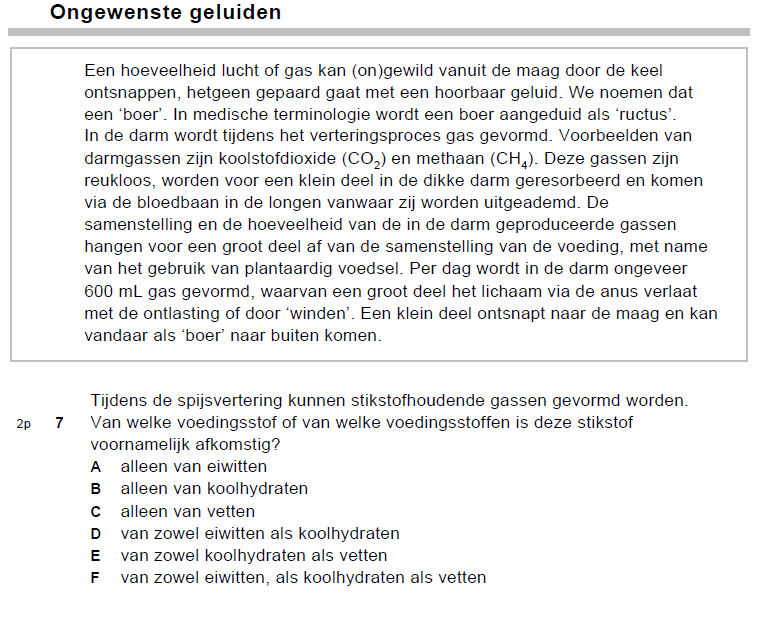 Ongewenste geluiden
Een hoeveelheid lucht of gas kan (on)gewild vanuit de maag door de keel
ontsnappen, hetgeen gepaard gaat met een hoorbaar geluid. We noemen dat
een ‘boer’. In medische terminologie wordt een boer aangeduid als ‘ructus’.
In de darm wordt tijdens het verteringsproces gas gevormd. Voorbeelden van
darmgassen zijn koolstofdioxide (CO₂) en methaan (CH₄). Deze gassen zijn
reukloos, worden voor een klein deel in de dikke darm geresorbeerd en komen
via de bloedbaan in de longen vanwaar zij worden uitgeademd. De
samenstelling en de hoeveelheid van de in de darm geproduceerde gassen
hangen voor een groot deel af van de samenstelling van de voeding, met name
van het gebruik van plantaardig voedsel. Per dag wordt in de darm ongeveer
600 mL gas gevormd, waarvan een groot deel het lichaam via de anus verlaat
met de ontlasting of door ‘winden’. Een klein deel ontsnapt naar de maag en kan
vandaar als ‘boer’ naar buiten komen.
Tijdens de spijsvertering kunnen stikstofhoudende gassen gevormd worden.
2p 7 Van welke voedingsstof of van welke voedingsstoffen is deze stikstof
voornamelijk afkomstig?
A alleen van eiwitten
B alleen van koolhydraten
C alleen van vetten
D van zowel eiwitten als koolhydraten
E van zowel koolhydraten als vetten
F van zowel eiwitten, als koolhydraten als vetten